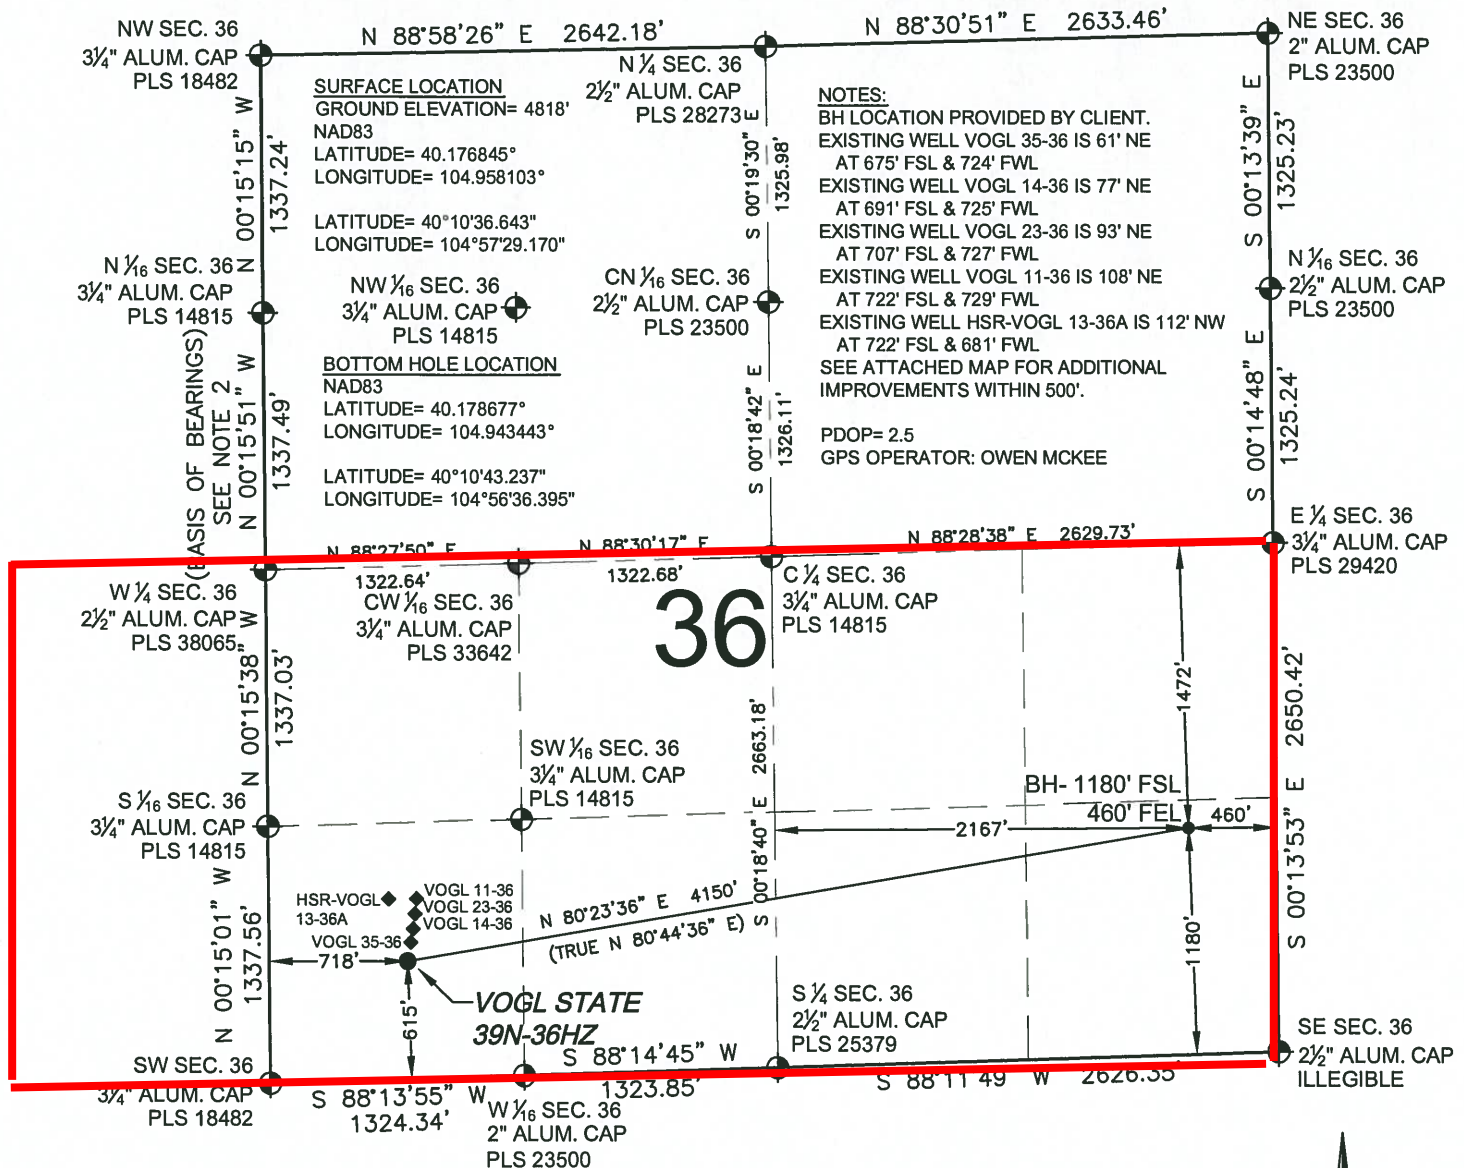 NW SEC. 36
3¼" ALUM. CAP
PLS 18482
N 88°58'26" E 2642.18'
N ¼ SEC. 36
2½" ALUM. CAP
PLS 28273
N 88°30'51" E 2633.46'
NE SEC. 36
2" ALUM. CAP
PLS 23500
SURFACE LOCATION
GROUND ELEVATION= 4818'
NAD83
LATITUDE= 40.176845°
LONGITUDE= 104.958103°
LATITUDE= 40°10'36.643"
LONGITUDE= 104°57'29.170"
NOTES:
BH LOCATION PROVIDED BY CLIENT.
EXISTING WELL VOGL 35-36 IS 61' NE
AT 675' FSL & 724' FWL
EXISTING WELL VOGL 14-36 IS 77' NE
AT 691' FSL & 725' FWL
EXISTING WELL VOGL 23-36 IS 93' NE
AT 707' FSL & 727' FWL
EXISTING WELL VOGL 11-36 IS 108' NE
AT 722' FSL & 729' FWL
EXISTING WELL HSR-VOGL 13-36A IS 112' NW
AT 722' FSL & 681' FWL
SEE ATTACHED MAP FOR ADDITIONAL
IMPROVEMENTS WITHIN 500'.
PDOP= 2.5
GPS OPERATOR: OWEN MCKEE
N 00°15'15" W
1337.24'
S 00°19'30" E
1325.98'
S 00°13'39" E
1325.23'
N 1⁄16 SEC. 36
3¼" ALUM. CAP
PLS 14815
NW 1⁄16 SEC. 36
3¼" ALUM. CAP
PLS 14815
CN 1⁄16 SEC. 36
2½" ALUM. CAP
PLS 23500
N 1⁄16 SEC. 36
2½" ALUM. CAP
PLS 23500
BOTTOM HOLE LOCATION
NAD83
LATITUDE= 40.178677°
LONGITUDE= 104.943443°
LATITUDE= 40°10'43.237"
LONGITUDE= 104°56'36.395"
(BASIS OF BEARINGS)
SEE NOTE 2
N 00°15'51" W
1337.49'
S 00°18'42" E
1326.11'
S 00°14'48" E
1325.24'
E ¼ SEC. 36
3¼" ALUM. CAP
PLS 29420
N 88°27'50" E
1322.64'
N 88°30'17" E
1322.68'
N 88°28'38" E 2629.73'
W ¼ SEC. 36
2½" ALUM. CAP
PLS 38065
CW 1⁄16 SEC. 36
3¼" ALUM. CAP
PLS 33642
36
C ¼ SEC. 36
3¼" ALUM. CAP
PLS 14815
N 00°15'38" W
1337.03'
1472'
S 00°13'53" E 2650.42'
SW 1⁄16 SEC. 36
3¼" ALUM. CAP
PLS 14815
S 00°18'40" E 2663.18'
S 1⁄16 SEC. 36
3¼" ALUM. CAP
PLS 14815
BH- 1180' FSL
460' FEL
2167'
460'
N 00°15'01" W
1337.56'
HSR-VOGL
13-36A
VOGL 11-36
VOGL 23-36
VOGL 14-36
VOGL 35-36
N 80°23'36" E 4150'
(TRUE N 80°44'36" E)
1180'
718'
615'
VOGL STATE
39N-36HZ
S ¼ SEC. 36
2½" ALUM. CAP
PLS 25379
SE SEC. 36
2½" ALUM. CAP
ILLEGIBLE
SW SEC. 36
3¼" ALUM. CAP
PLS 18482
S 88°13'55" W
1324.34'
S 88°14'45" W
1323.85'
S 88°11'49" W 2626.35'
W 1⁄16 SEC. 36
2" ALUM. CAP
PLS 23500